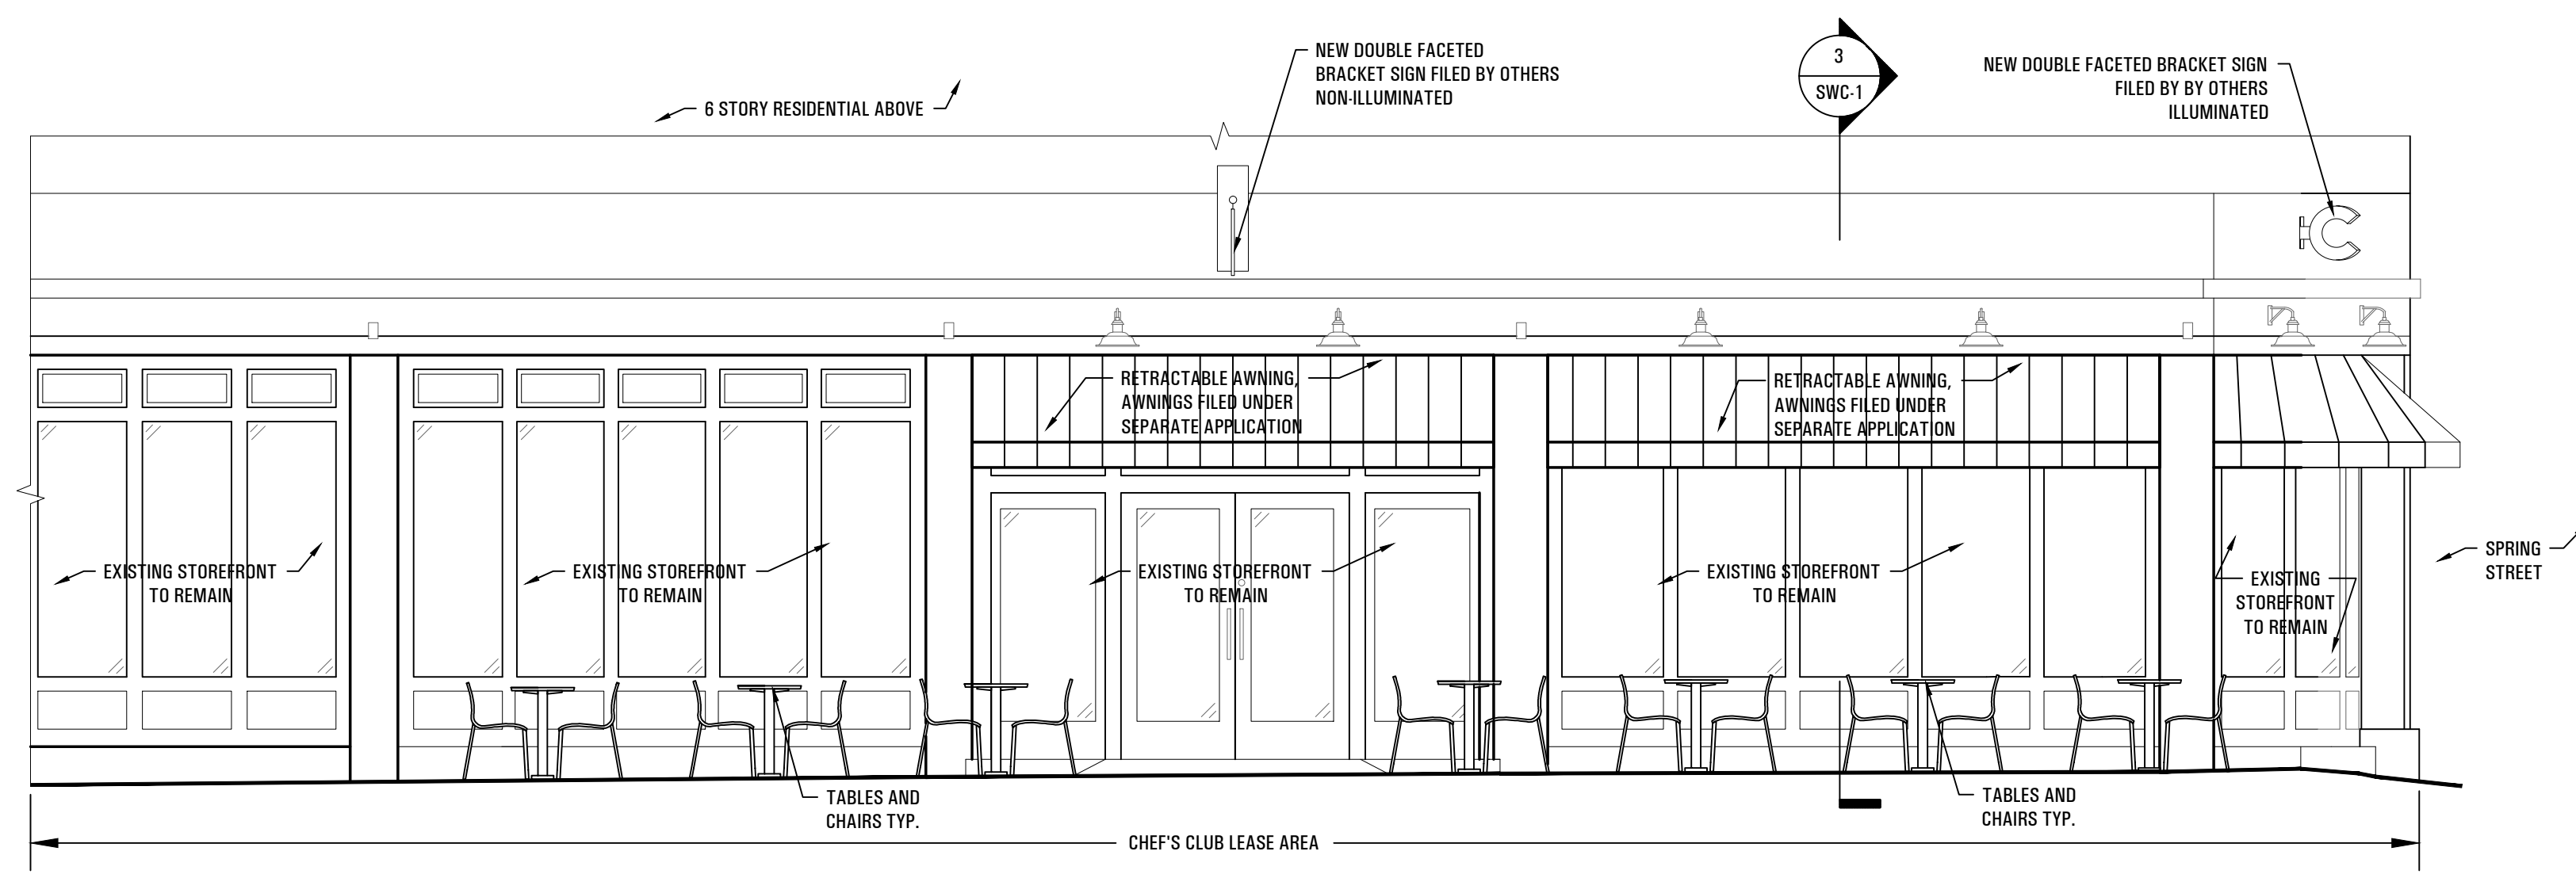 NEW DOUBLE FACETED
BRACKET SIGN FILED BY OTHERS
NON-ILLUMINATED
3
SWC-1
NEW DOUBLE FACETED BRACKET SIGN
FILED BY BY OTHERS
ILLUMINATED
6 STORY RESIDENTIAL ABOVE
C
RETRACTABLE AWNING,
AWNINGS FILED UNDER
SEPARATE APPLICATION
RETRACTABLE AWNING,
AWNINGS FILED UNDER
SEPARATE APPLICATION
EXISTING STOREFRONT
TO REMAIN
EXISTING STOREFRONT
TO REMAIN
EXISTING STOREFRONT
TO REMAIN
EXISTING STOREFRONT
TO REMAIN
EXISTING
STOREFRONT
TO REMAIN
SPRING
STREET
TABLES AND
CHAIRS TYP.
TABLES AND
CHAIRS TYP.
CHEF'S CLUB LEASE AREA